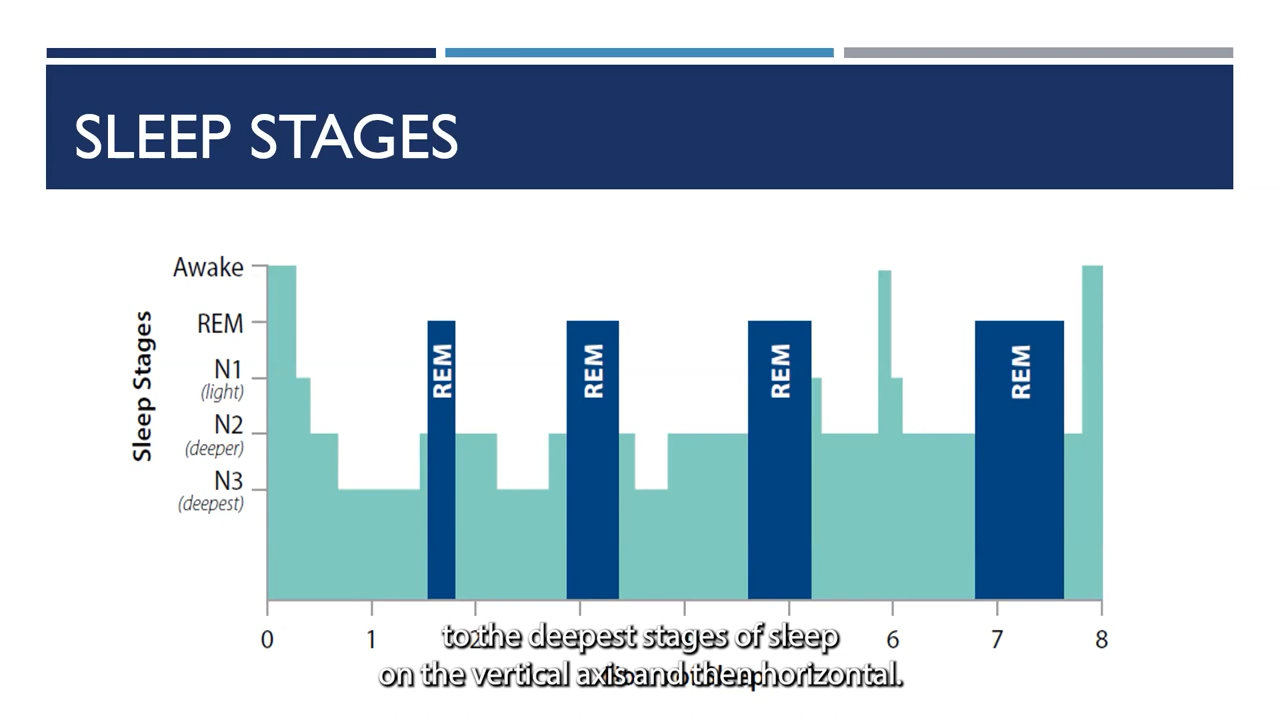 SLEEP STAGES
Sleep Stages
Awake
REM
N1
(light)
N2
(deeper)
N3
(deepest)
REM
REM
REM
REM
0 1 2 6 7 8
to the deepest stages of sleep
on the vertical axis and then horizontal.